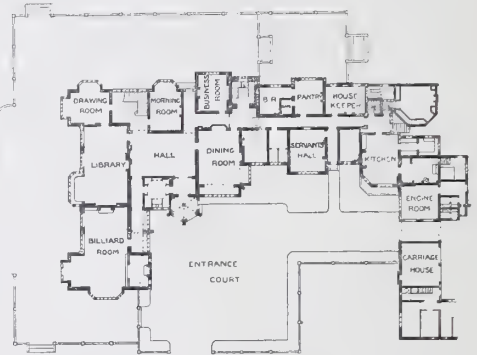 DRAWING
ROOM
MORNING
ROOM
BUSINESS
ROOM
B.R.
PANTRY
HOUSE
KEEPER
LIBRARY
HALL
DINING
ROOM
SERVANTS
HALL
KITCHEN
ENGINE
ROOM
BILLIARD
ROOM
ENTRANCE
COURT
CARRIAGE
HOUSE